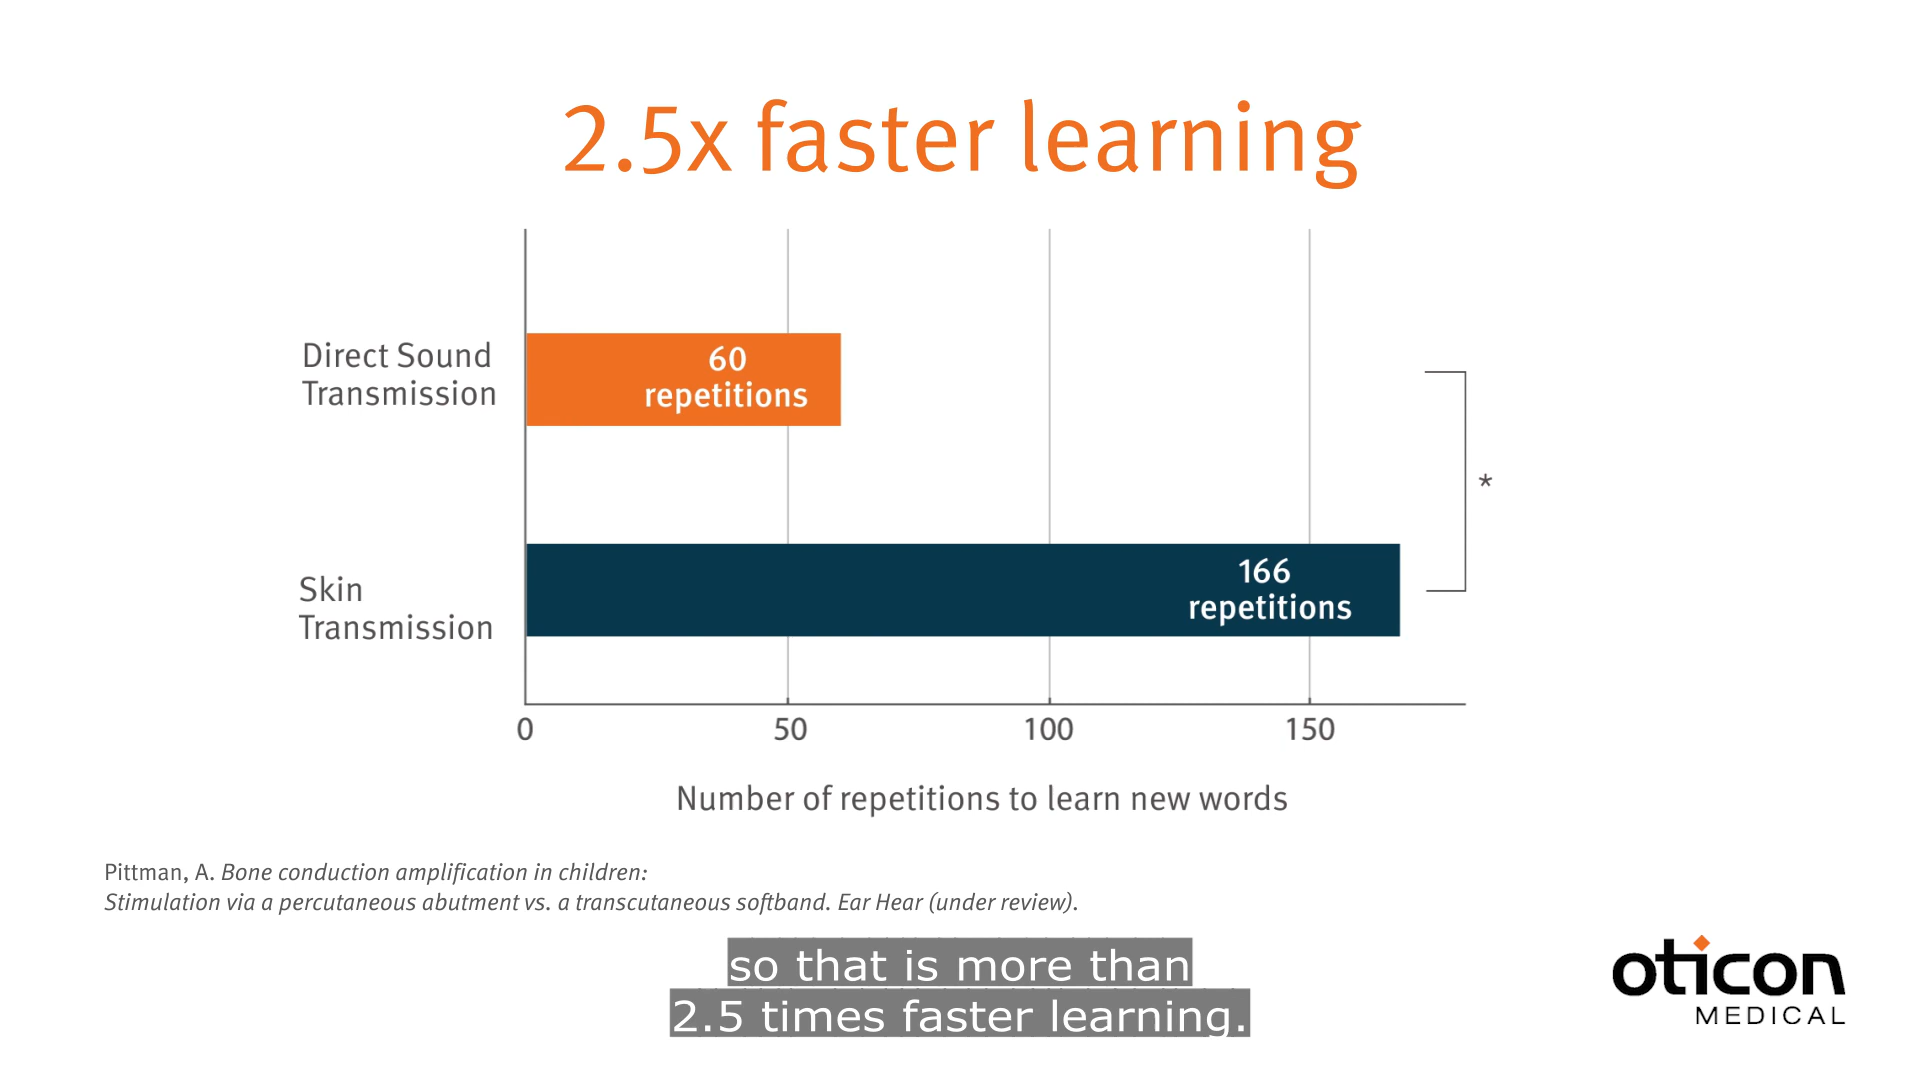 2.5x faster learning
Direct Sound
Transmission
60
repetitions
*
Skin
Transmission
166
repetitions
0 50 100 150
Number of repetitions to learn new words
Pittman, A. Bone conduction amplification in children:
Stimulation via a percutaneous abutment vs. a transcutaneous softband. Ear Hear (under review).
so that is more than
2.5 times faster learning.
oticon
MEDICAL